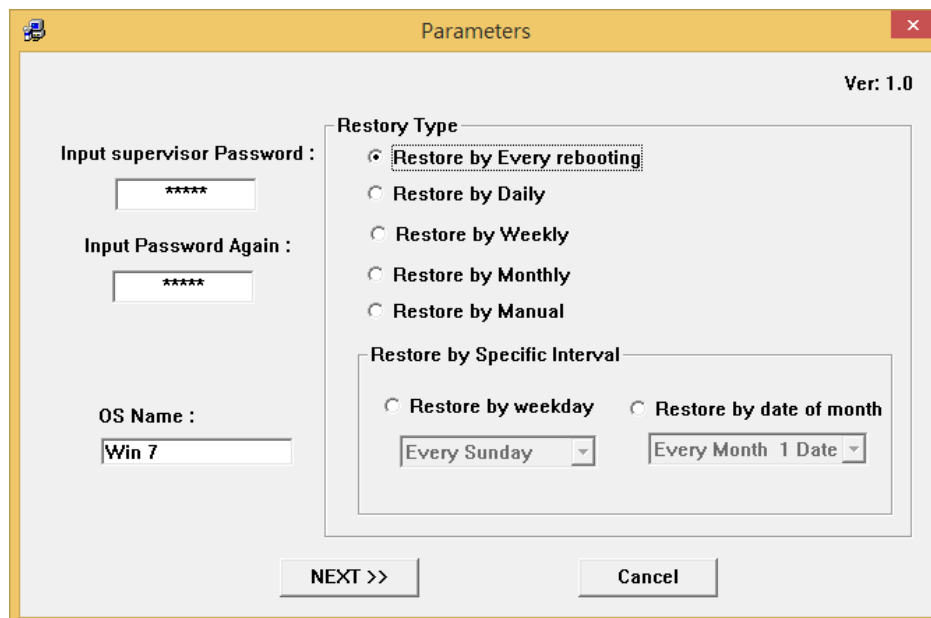 Parameters
Ver: 1.0
Input supervisor Password :
*****
Input Password Again :
*****
OS Name :
Win 7
Restory Type
Restore by Every rebooting
Restore by Daily
Restore by Weekly
Restore by Monthly
Restore by Manual
Restore by Specific Interval
Restore by weekday
Every Sunday
Restore by date of month
Every Month 1 Date
NEXT >>
Cancel